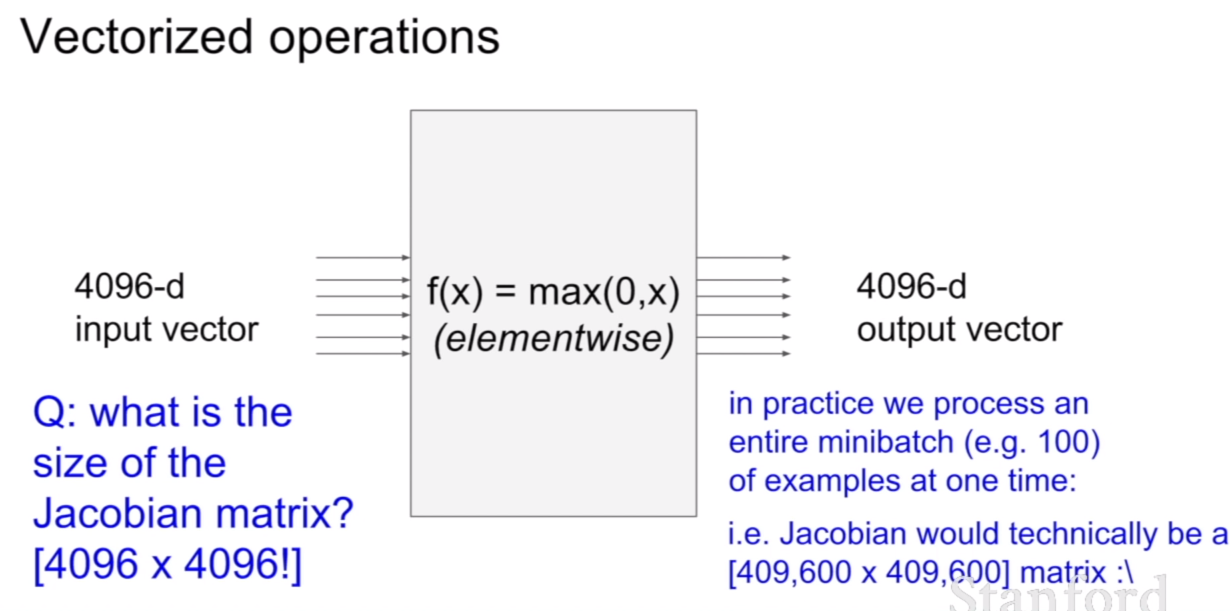 Vectorized operations
4096-d
input vector
f(x) = max(0,x)
(elementwise)
4096-d
output vector
Q: what is the
size of the
Jacobian matrix?
[4096 x 4096!]
in practice we process an
entire minibatch (e.g. 100)
of examples at one time:
i.e. Jacobian would technically be a
[409,600 x 409,600] matrix :\
Stanford